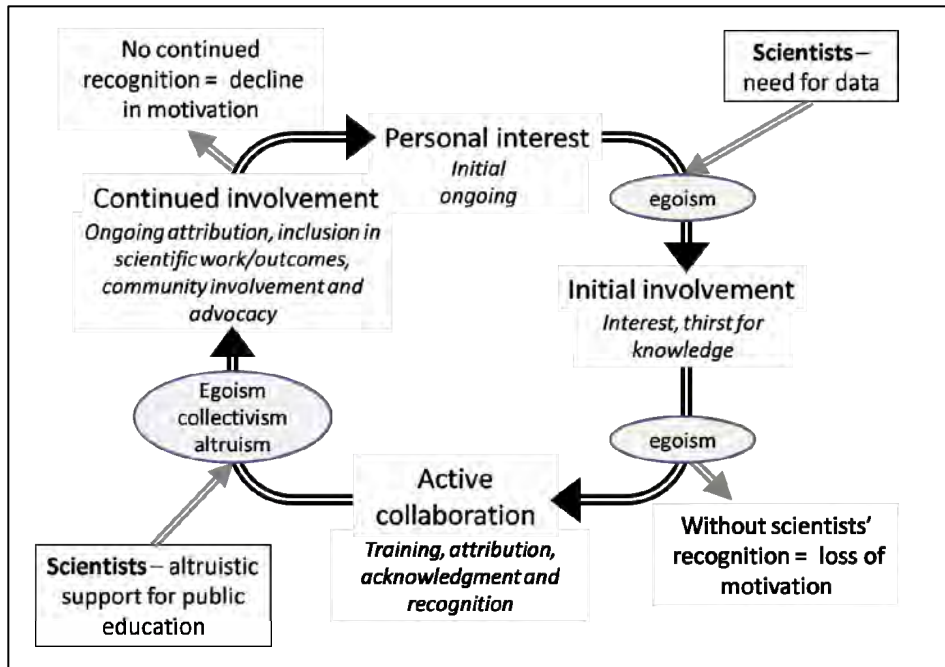 No continued
recognition = decline
in motivation
Scientists –
need for data
Personal interest
Initial
ongoing
egoism
Continued involvement
Ongoing attribution, inclusion in
scientific work/outcomes,
community involvement and
advocacy
Initial involvement
Interest, thirst for
knowledge
Egoism
collectivism
altruism
egoism
Active
collaboration
Training, attribution,
acknowledgment and
recognition
Without scientists'
recognition = loss of
motivation
Scientists – altruistic
support for public
education